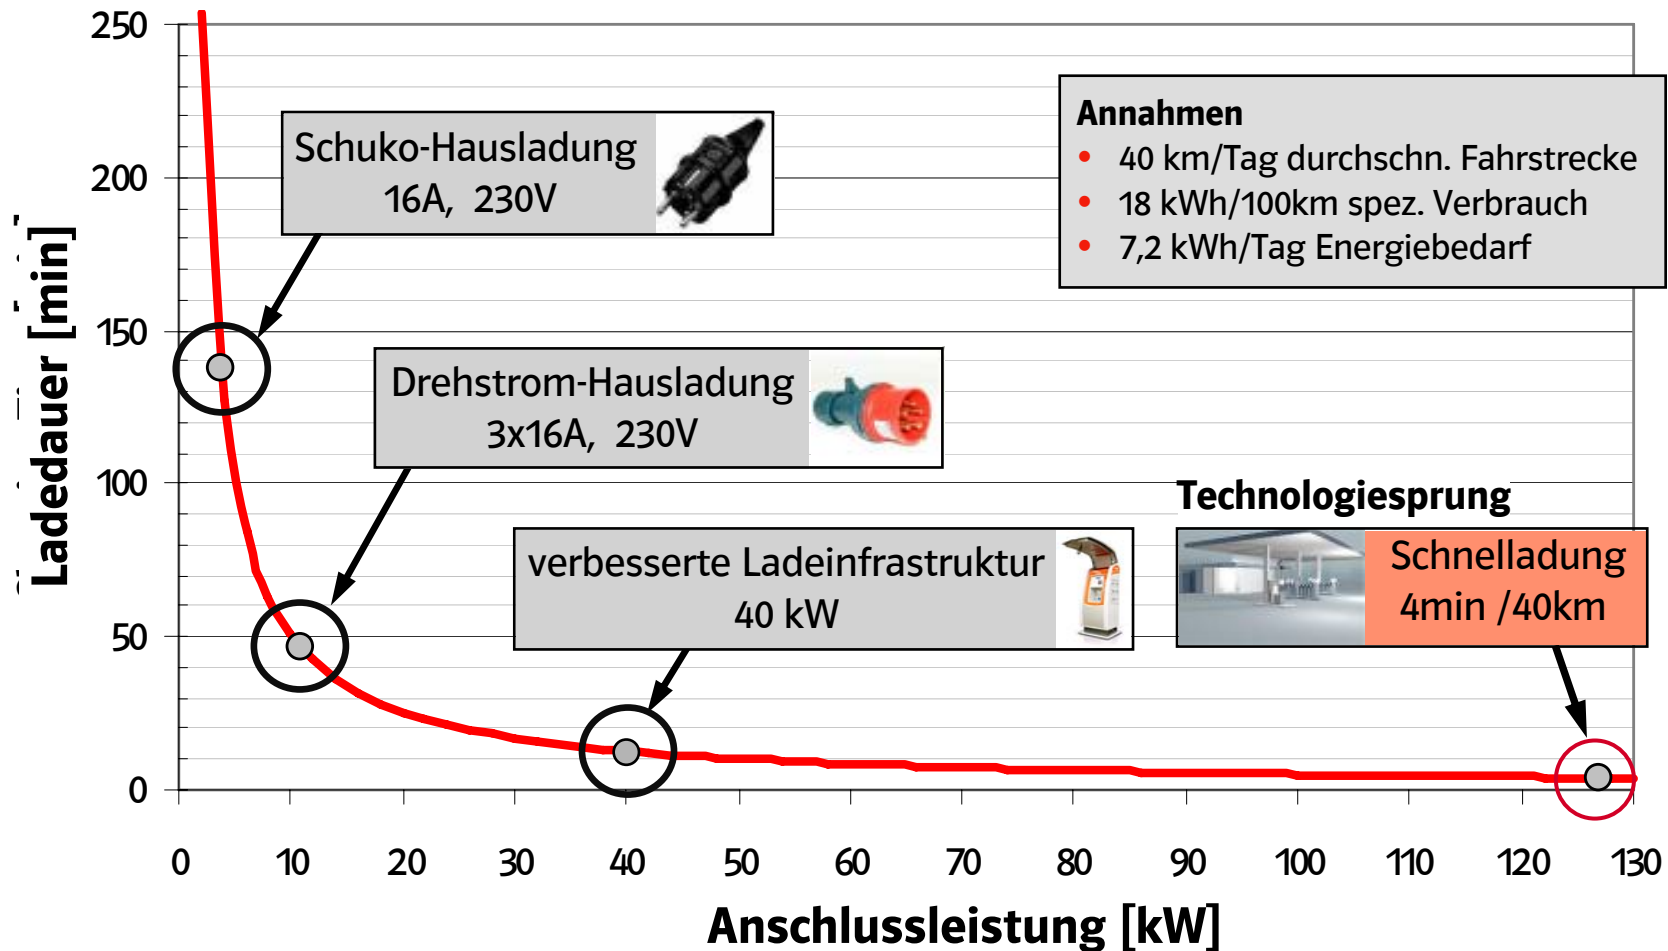 250
200
150
100
50
0
Ladedauer [min]
Schuko-Hausladung
16A, 230V
Annahmen
• 40 km/Tag durchschn. Fahrstrecke
• 18 kWh/100km spez. Verbrauch
• 7,2 kWh/Tag Energiebedarf
Drehstrom-Hausladung
3x16A, 230V
Technologiesprung
verbesserte Ladeinfrastruktur
40 kW
Schnelladung
4min /40km
0 10 20 30 40 50 60 70 80 90 100 110 120 130
Anschlussleistung [kW]